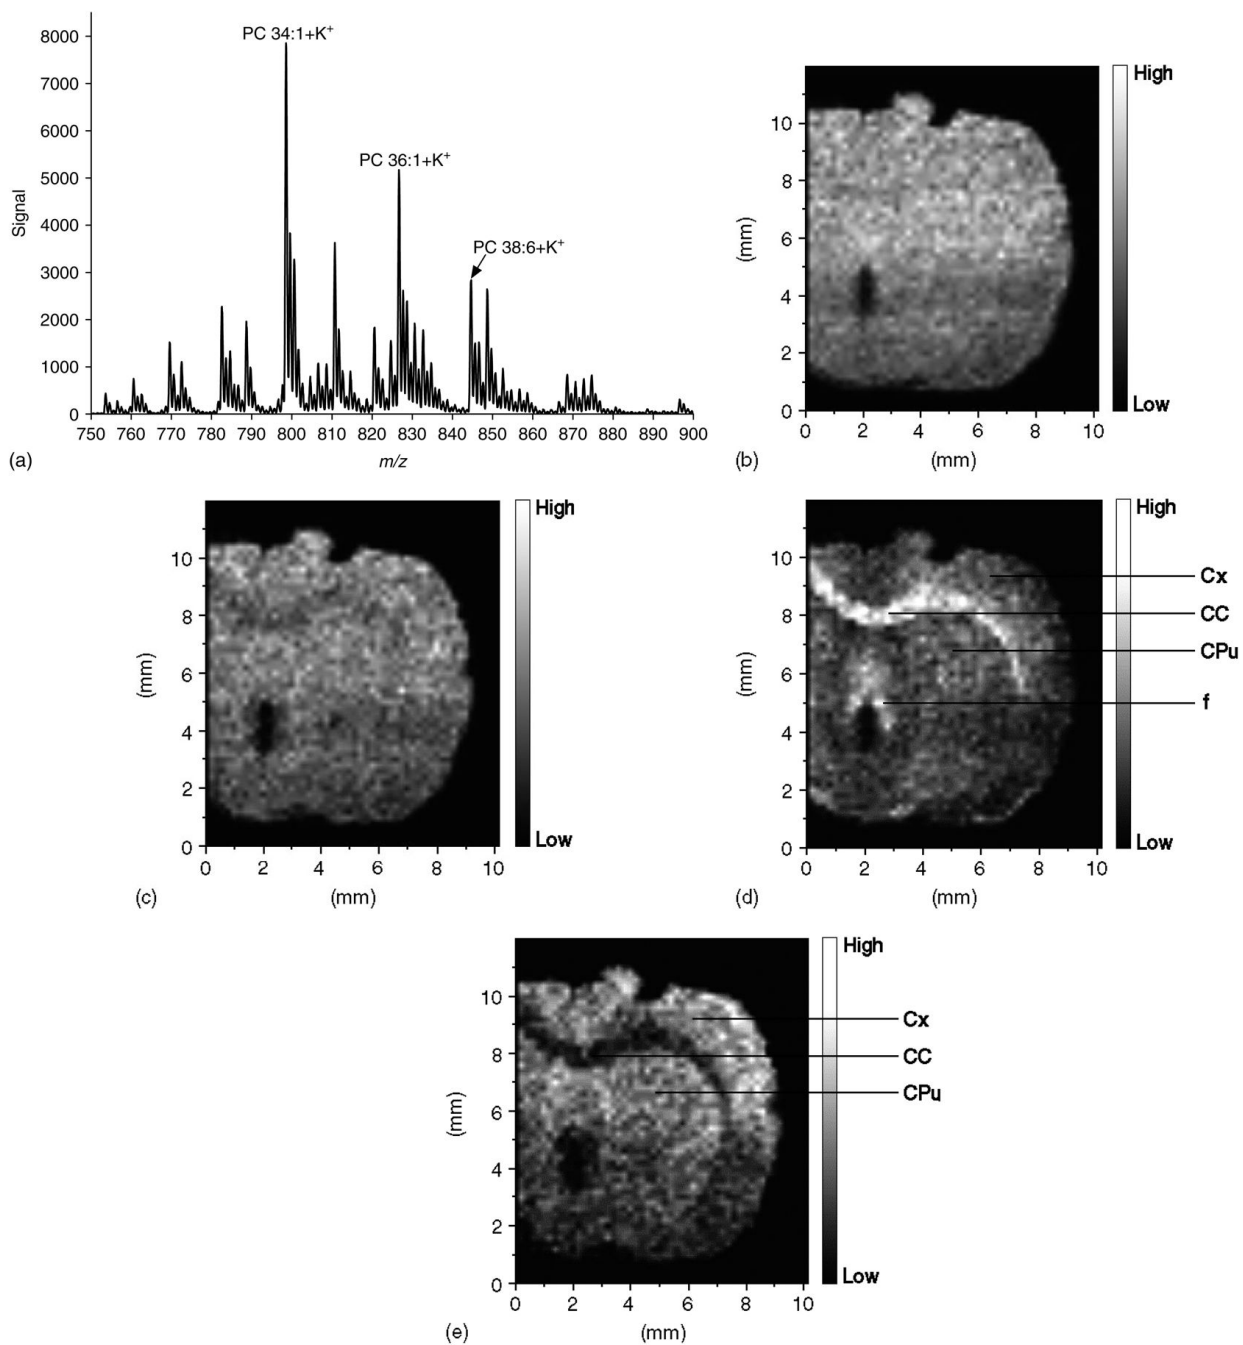 PC 34:1+K⁺
8000
7000
6000
5000
4000
3000
2000
1000
0
Signal
PC 36:1+K⁺
PC 38:6+K⁺
750 760 770 780 790 800 810 820 830 840 850 860 870 880 890 900
m/z
(a)
High
10
8
6
4
2
0
(mm)
Low
0 2 4 6 8 10
(mm)
(b)
High
10
8
6
4
2
0
(mm)
Low
0 2 4 6 8 10
(mm)
(c)
High
10
8
6
4
2
0
(mm)
Cx
CC
CPu
f
Low
0 2 4 6 8 10
(mm)
(d)
High
10
8
6
4
2
0
(mm)
Cx
CC
CPu
Low
0 2 4 6 8 10
(mm)
(e)